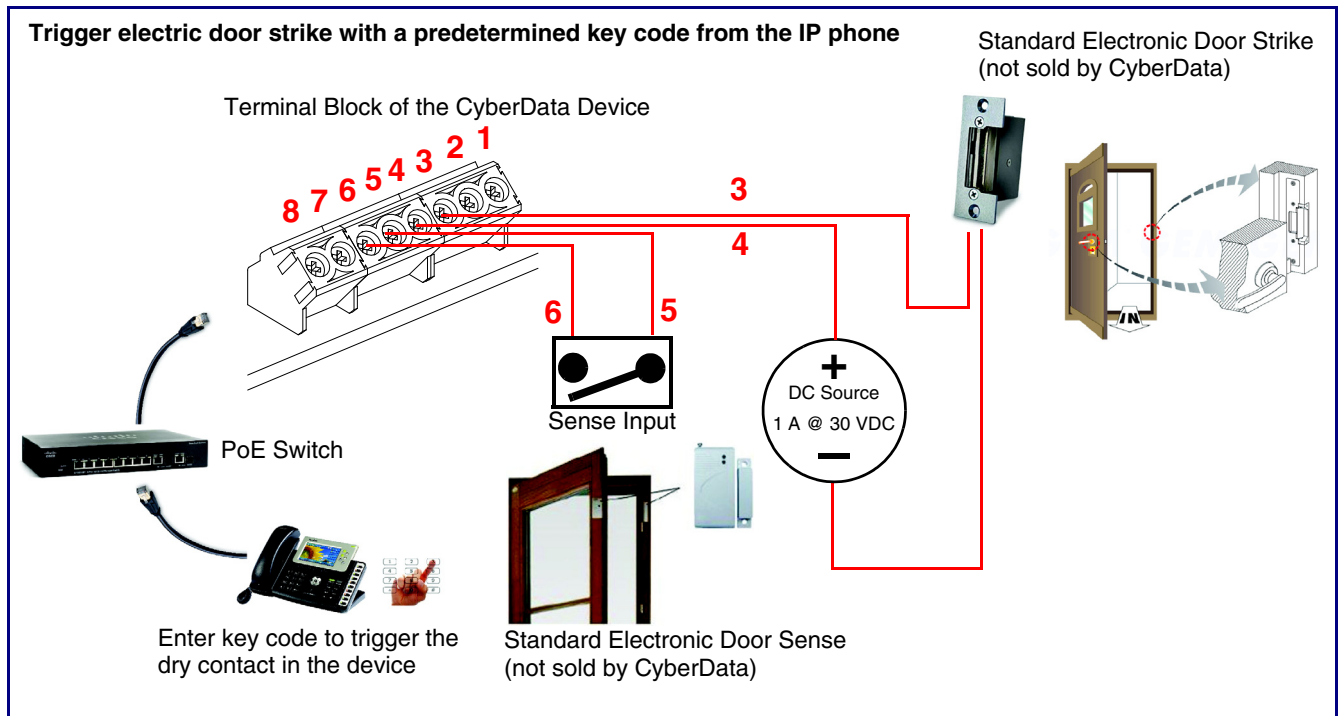 Trigger electric door strike with a predetermined key code from the IP phone
Standard Electronic Door Strike
(not sold by CyberData)
Terminal Block of the CyberData Device
8 7 6 5 4 3 2 1
3
4
6
5
Sense Input
+
DC Source
1 A @ 30 VDC
—
IN
PoE Switch
Enter key code to trigger the
dry contact in the device
Standard Electronic Door Sense
(not sold by CyberData)